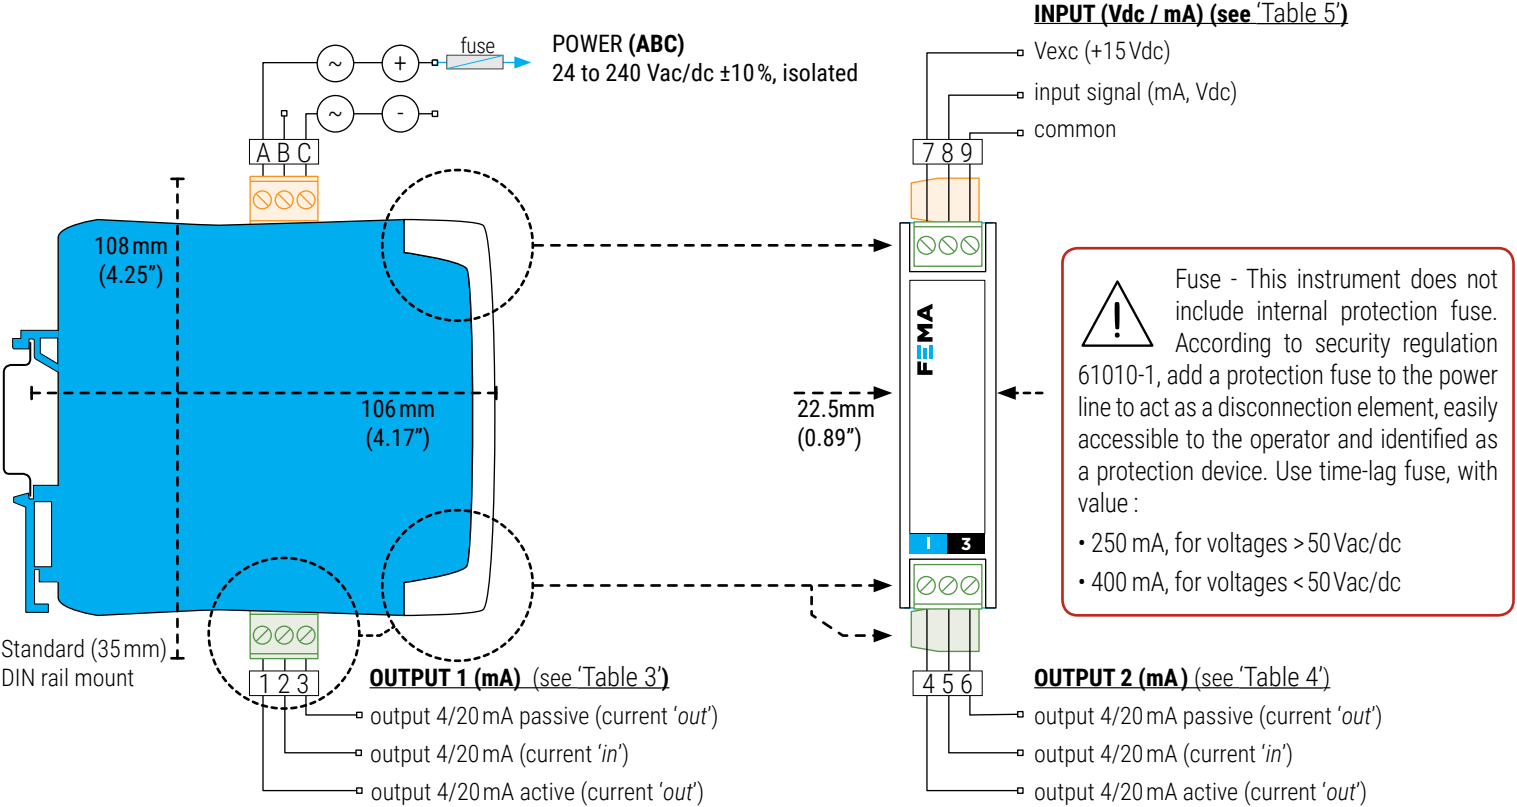 INPUT (Vdc / mA) (see 'Table 5')
Vexc (+15 Vdc)
input signal (mA, Vdc)
common
7 8 9
fuse
POWER (ABC)
24 to 240 Vac/dc ±10 %, isolated
~ +
~ -
A B C
108 mm
(4.25”)
106 mm
(4.17”)
22.5mm
(0.89”)
FEMA
I 3
Fuse - This instrument does not
include internal protection fuse.
According to security regulation
61010-1, add a protection fuse to the power
line to act as a disconnection element, easily
accessible to the operator and identified as
a protection device. Use time-lag fuse, with
value :
• 250 mA, for voltages > 50 Vac/dc
• 400 mA, for voltages < 50 Vac/dc
!
Standard (35 mm)
DIN rail mount
1 2 3
OUTPUT 1 (mA) (see 'Table 3')
output 4/20 mA passive (current 'out')
output 4/20 mA (current 'in')
output 4/20 mA active (current 'out')
4 5 6
OUTPUT 2 (mA) (see 'Table 4')
output 4/20 mA passive (current 'out')
output 4/20 mA (current 'in')
output 4/20 mA active (current 'out')